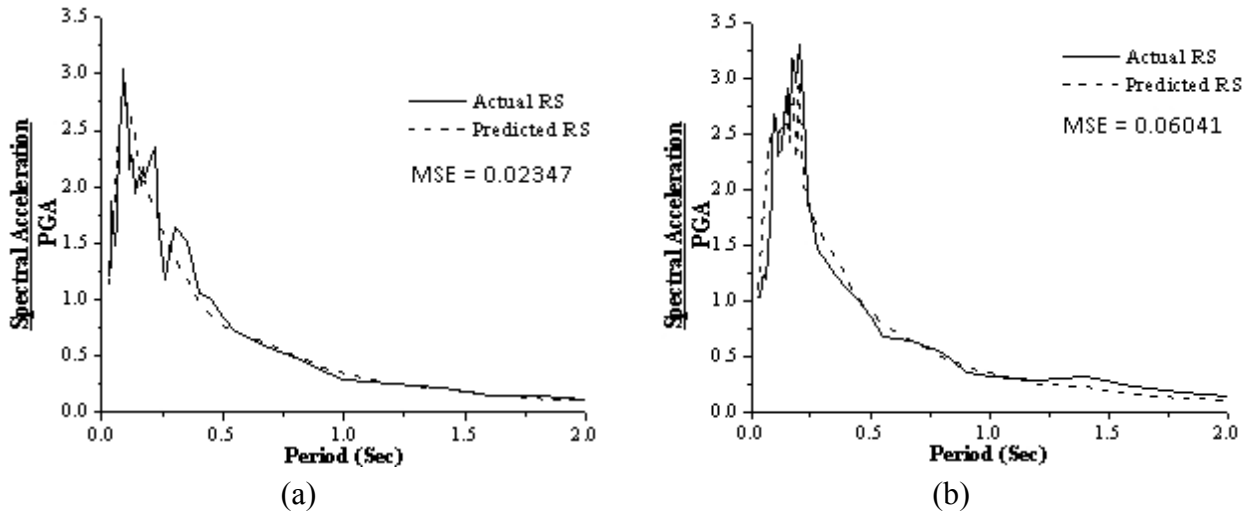 3.5
3.0
2.5
2.0
1.5
1.0
0.5
0.0
Spectral Acceleration
PGA
Actual RS
Predicted RS
MSE = 0.02347
0.0 0.5 1.0 1.5 2.0
Period (Sec)
(a)
3.5
3.0
2.5
2.0
1.5
1.0
0.5
0.0
Spectral Acceleration
PGA
Actual RS
Predicted RS
MSE = 0.06041
0.0 0.5 1.0 1.5 2.0
Period (Sec)
(b)